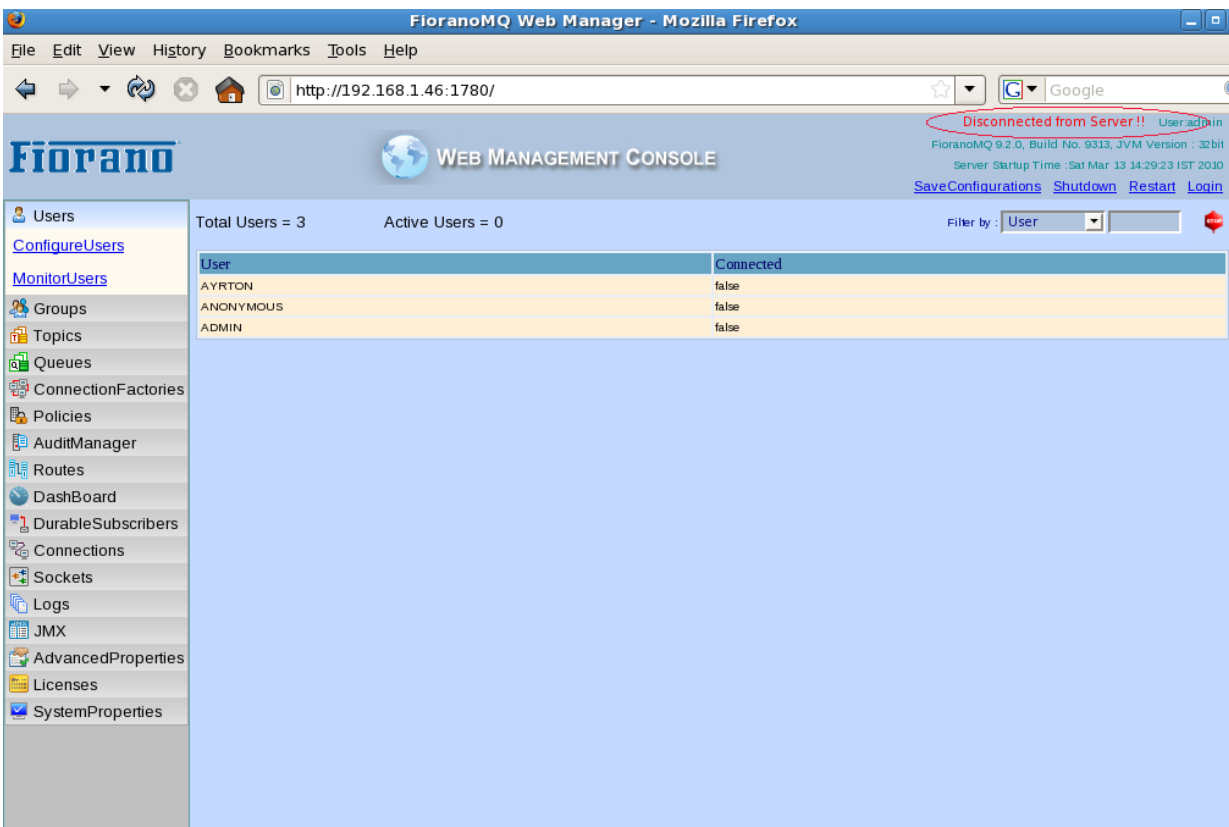 FioranoMQ Web Manager - Mozilla Firefox
File Edit View History Bookmarks Tools Help
http://192.168.1.46:1780/
G Google
Disconnected from Server !! User:admin
Fiorano
WEB MANAGEMENT CONSOLE
FioranoMQ 9.2.0, Build No. 9313, JVM Version : 32bit
Server Startup Time :Sat Mar 13 14:29:23 IST 2010
SaveConfigurations Shutdown Restart Login
Users
ConfigureUsers
MonitorUsers
Groups
Topics
Queues
ConnectionFactories
Policies
AuditManager
Routes
DashBoard
DurableSubscribers
Connections
Sockets
Logs
JMX
AdvancedProperties
Licenses
SystemProperties
Total Users = 3 Active Users = 0 Filter by : User STOP
User Connected
AYRTON false
ANONYMOUS false
ADMIN false